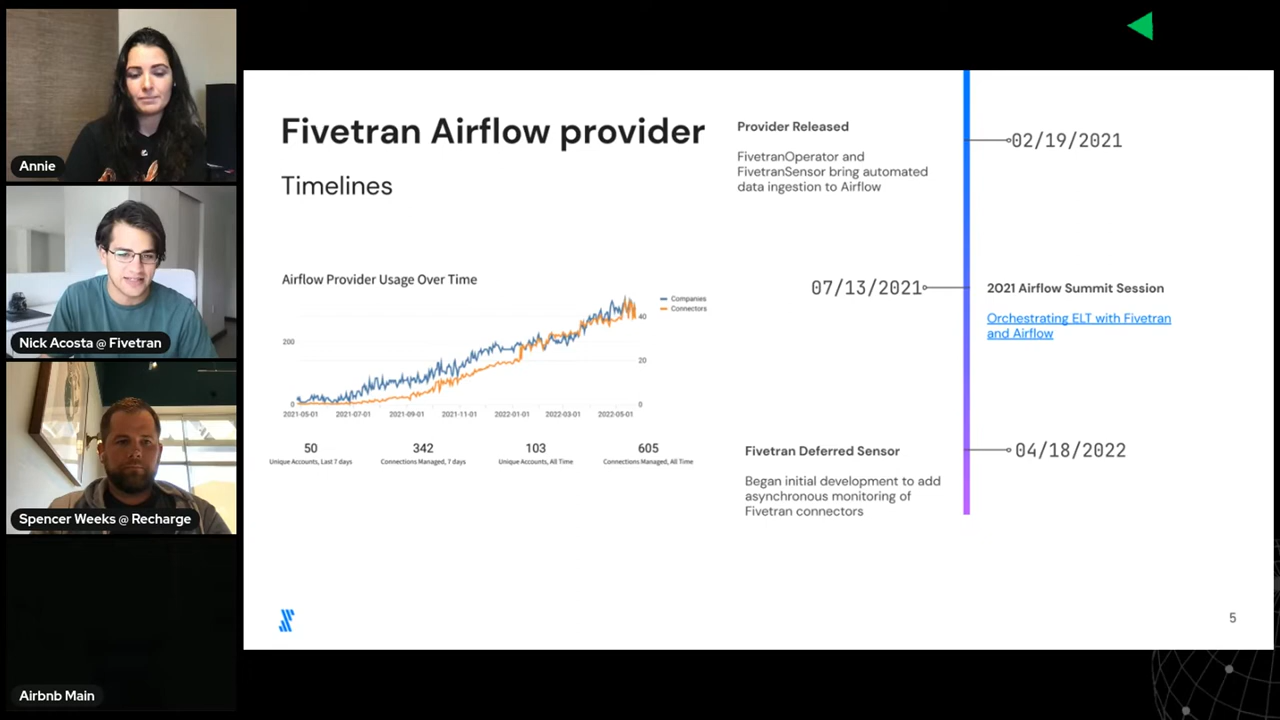 Annie
Nick Acosta @ Fivetran
Spencer Weeks @ Recharge
Airbnb Main
Fivetran Airflow provider
Timelines
Airflow Provider Usage Over Time
Companies
Connectors
200
0
40
20
0
2021-05-01 2021-07-01 2021-09-01 2021-11-01 2022-01-01 2022-03-01 2022-05-01
50 342 103 605
Unique Accounts, Last 7 days Connections Managed, 7 days Unique Accounts, All Time Connections Managed, All Time
Provider Released
FivetranOperator and
FivetranSensor bring automated
data ingestion to Airflow
02/19/2021
07/13/2021
2021 Airflow Summit Session
Orchestrating ELT with Fivetran
and Airflow
Fivetran Deferred Sensor
Began initial development to add
asynchronous monitoring of
Fivetran connectors
04/18/2022
5